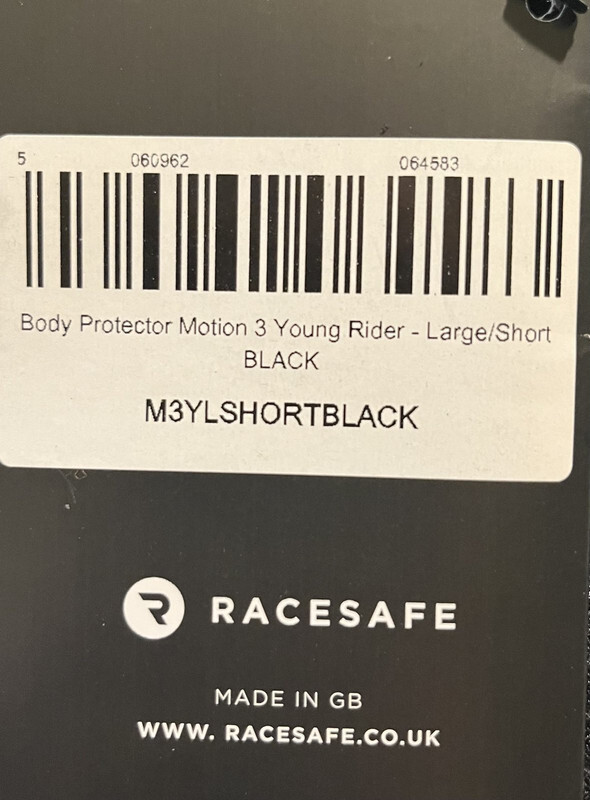 5 060962 064583
Body Protector Motion 3 Young Rider - Large/Short
BLACK
M3YLSHORTBLACK
RACESAFE
MADE IN GB
WWW. RACESAFE.CO.UK